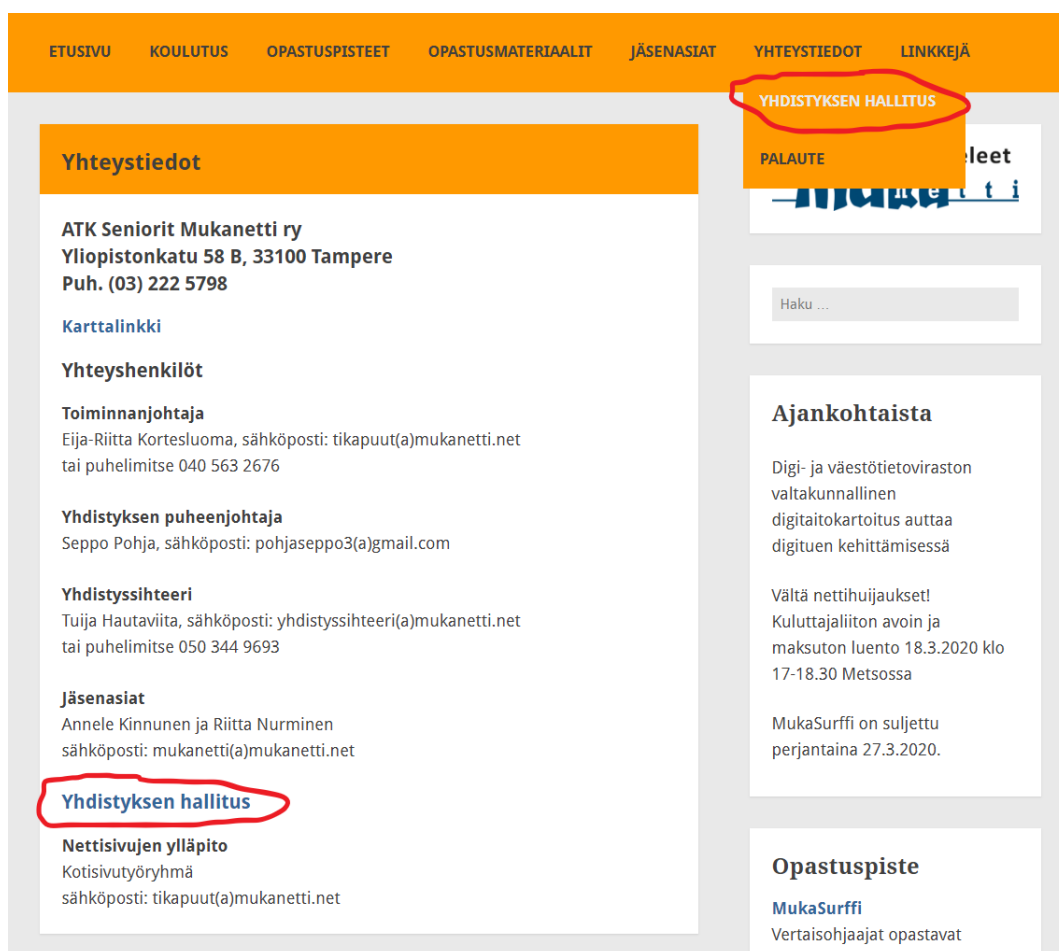 ETUSIVU KOULUTUS OPASTUSPISTEET OPASTUSMATERIAALIT JÄSENASIAT YHTEYSTIEDOT LINKKEJÄ
YHDISTYKSEN HALLITUS
PALAUTE
Yhteystiedot
ATK Seniorit Mukanetti ry
Yliopistonkatu 58 B, 33100 Tampere
Puh. (03) 222 5798
Karttalinkki
Yhteyshenkilöt
Toiminnanjohtaja
Eija-Riitta Kortesluoma, sähköposti: tikapuut(a)mukanetti.net
tai puhelimitse 040 563 2676
Yhdistyksen puheenjohtaja
Seppo Pohja, sähköposti: pohjaseppo3(a)gmail.com
Yhdistyssihteeri
Tuija Hautaviita, sähköposti: yhdistyssihteeri(a)mukanetti.net
tai puhelimitse 050 344 9693
Jäsenasiat
Annele Kinnunen ja Riitta Nurminen
sähköposti: mukanetti(a)mukanetti.net
Yhdistyksen hallitus
Nettisivujen ylläpito
Kotisivutyöryhmä
sähköposti: tikapuut(a)mukanetti.net
Haku ...
Ajankohtaista
Digi- ja väestötietoviraston
valtakunnallinen
digitaitokartoitus auttaa
digituen kehittämisessä
Vältä nettihuijaukset!
Kuluttajaliiton avoin ja
maksuton luento 18.3.2020 klo
17-18.30 Metsossa
MukaSurffi on suljettu
perjantaina 27.3.2020.
Opastuspiste
MukaSurffi
Vertaisohjaajat opastavat